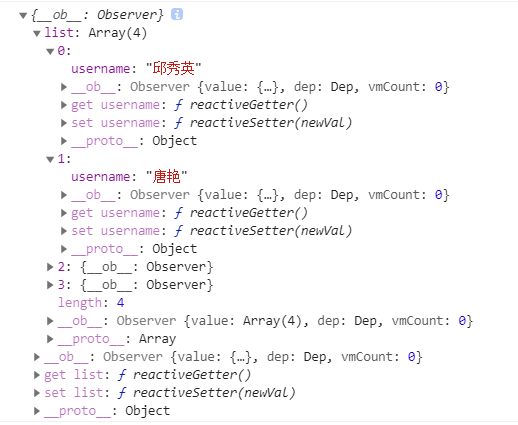 ▼{__ob__: Observer} i
▼list: Array(4)
▼0:
username: "邱秀英"
▶__ob__: Observer {value: {…}, dep: Dep, vmCount: 0}
▶get username: ƒ reactiveGetter()
▶set username: ƒ reactiveSetter(newVal)
▶__proto__: Object
▼1:
username: "唐艳"
▶__ob__: Observer {value: {…}, dep: Dep, vmCount: 0}
▶get username: ƒ reactiveGetter()
▶set username: ƒ reactiveSetter(newVal)
▶__proto__: Object
▶2: {__ob__: Observer}
▶3: {__ob__: Observer}
length: 4
▶__ob__: Observer {value: Array(4), dep: Dep, vmCount: 0}
▶__proto__: Array
▶__ob__: Observer {value: {…}, dep: Dep, vmCount: 0}
▶get list: ƒ reactiveGetter()
▶set list: ƒ reactiveSetter(newVal)
▶__proto__: Object